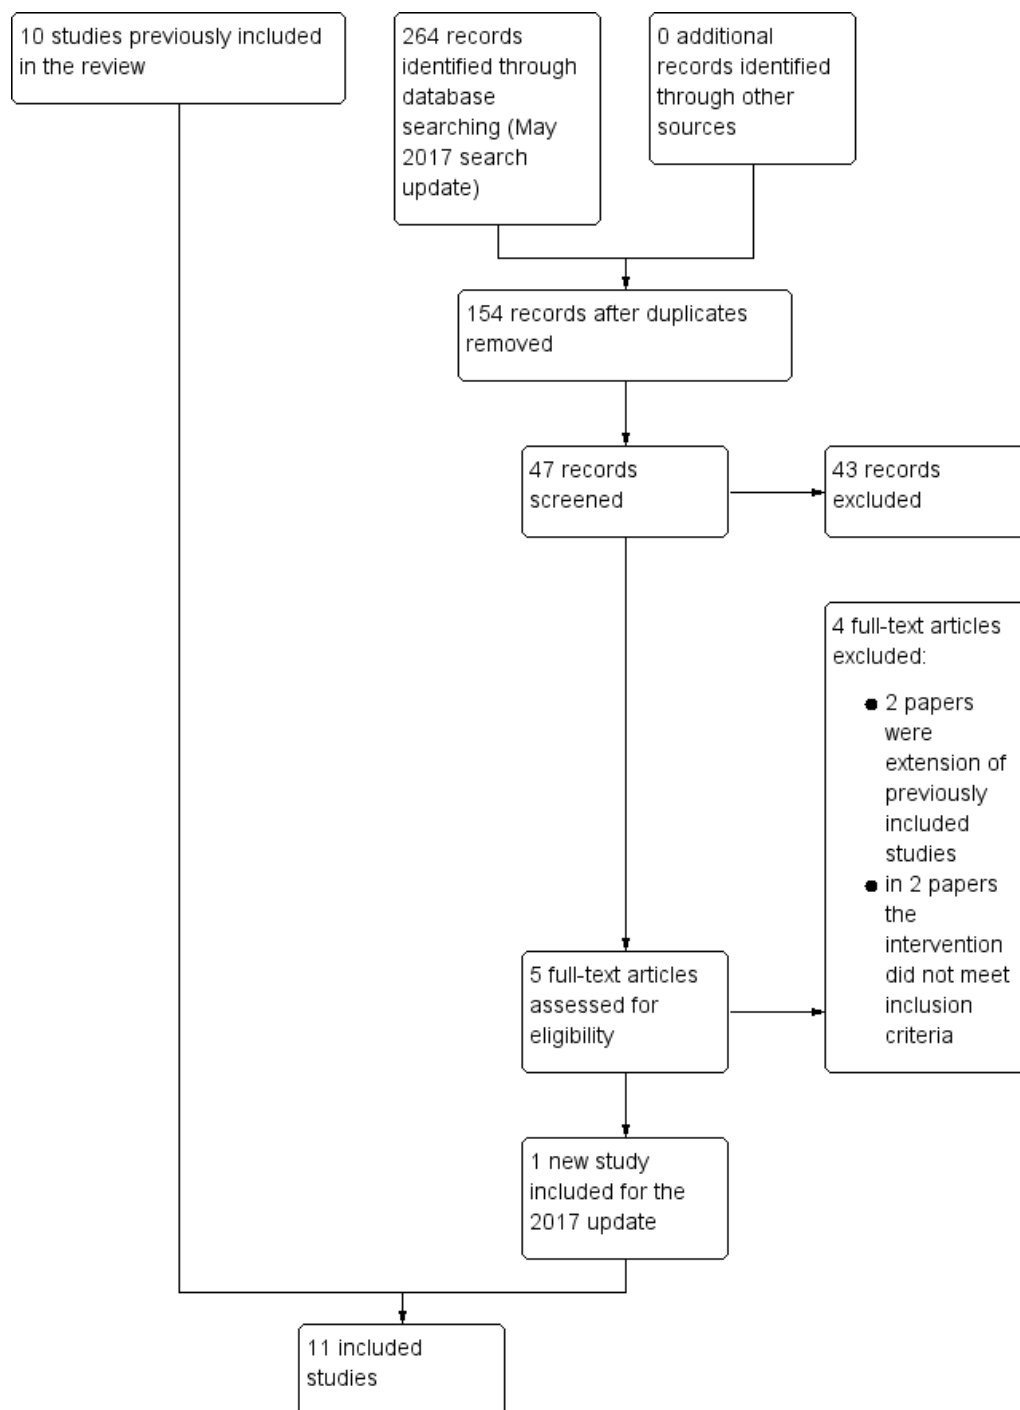 10 studies previously included
in the review
264 records
identified through
database
searching (May
2017 search
update)
0 additional
records identified
through other
sources
154 records after duplicates
removed
47 records
screened
43 records
excluded
4 full-text articles
excluded:
● 2 papers
were
extension of
previously
included
studies
● in 2 papers
the
intervention
did not meet
inclusion
criteria
5 full-text articles
assessed for
eligibility
1 new study
included for the
2017 update
11 included
studies